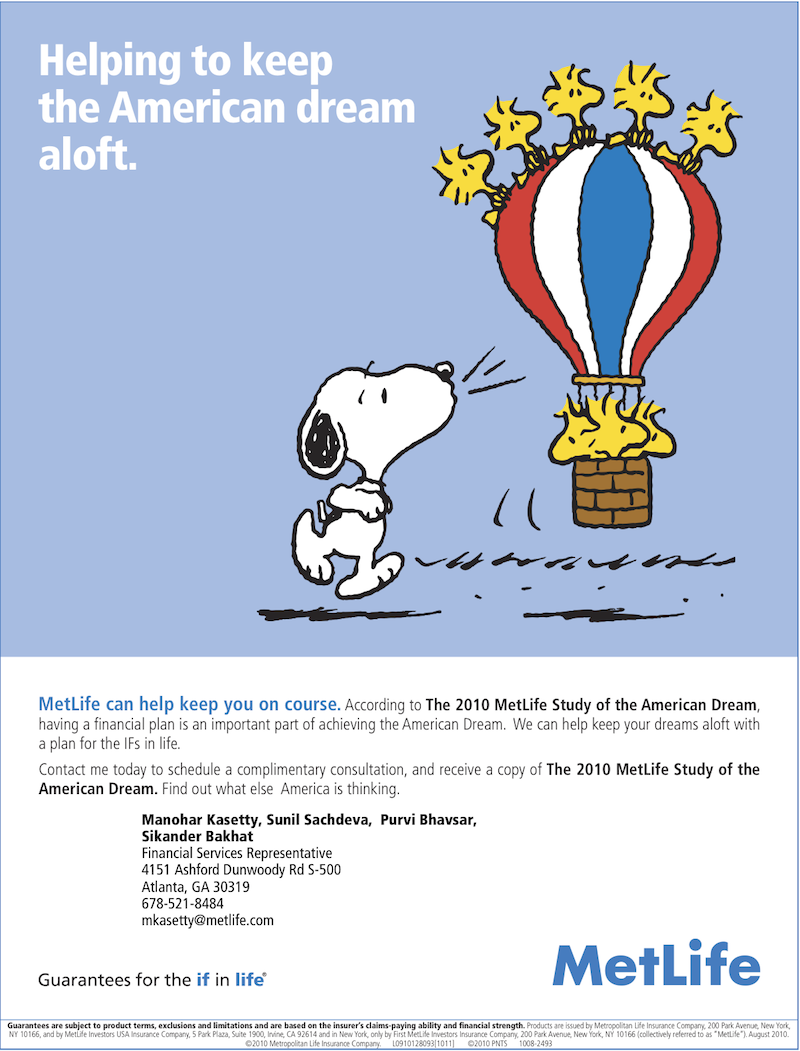 Helping to keep
the American dream
aloft.
MetLife can help keep you on course. According to The 2010 MetLife Study of the American Dream,
having a financial plan is an important part of achieving the American Dream.  We can help keep your dreams aloft with
a plan for the IFs in life.
Contact me today to schedule a complimentary consultation, and receive a copy of The 2010 MetLife Study of the
American Dream. Find out what else  America is thinking.
Manohar Kasetty, Sunil Sachdeva,  Purvi Bhavsar,
Sikander Bakhat
Financial Services Representative
4151 Ashford Dunwoody Rd S-500
Atlanta, GA 30319
678-521-8484
mkasetty@metlife.com
Guarantees for the if in life®
MetLife
Guarantees are subject to product terms, exclusions and limitations and are based on the insurer's claims-paying ability and financial strength. Products are issued by Metropolitan Life Insurance Company, 200 Park Avenue, New York,
NY 10166, and by MetLife Investors USA Insurance Company, 5 Park Plaza, Suite 1900, Irvine, CA 92614 and in New York, only by First MetLife Investors Insurance Company, 200 Park Avenue, New York, NY 10166 (collectively referred to as "MetLife"). August 2010.
©2010 Metropolitan Life Insurance Company.    L0910128093[1011]    ©2010 PNTS    1008-2493